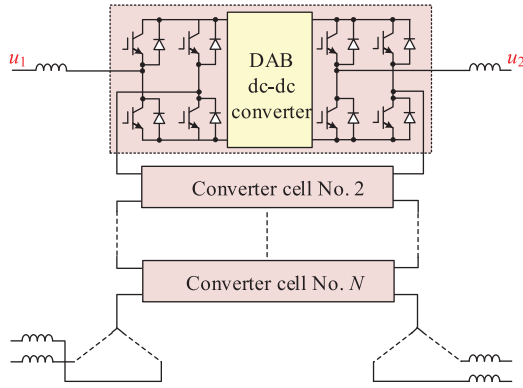 u1
DAB
dc-dc
converter
u2
Converter cell No. 2
Converter cell No. N